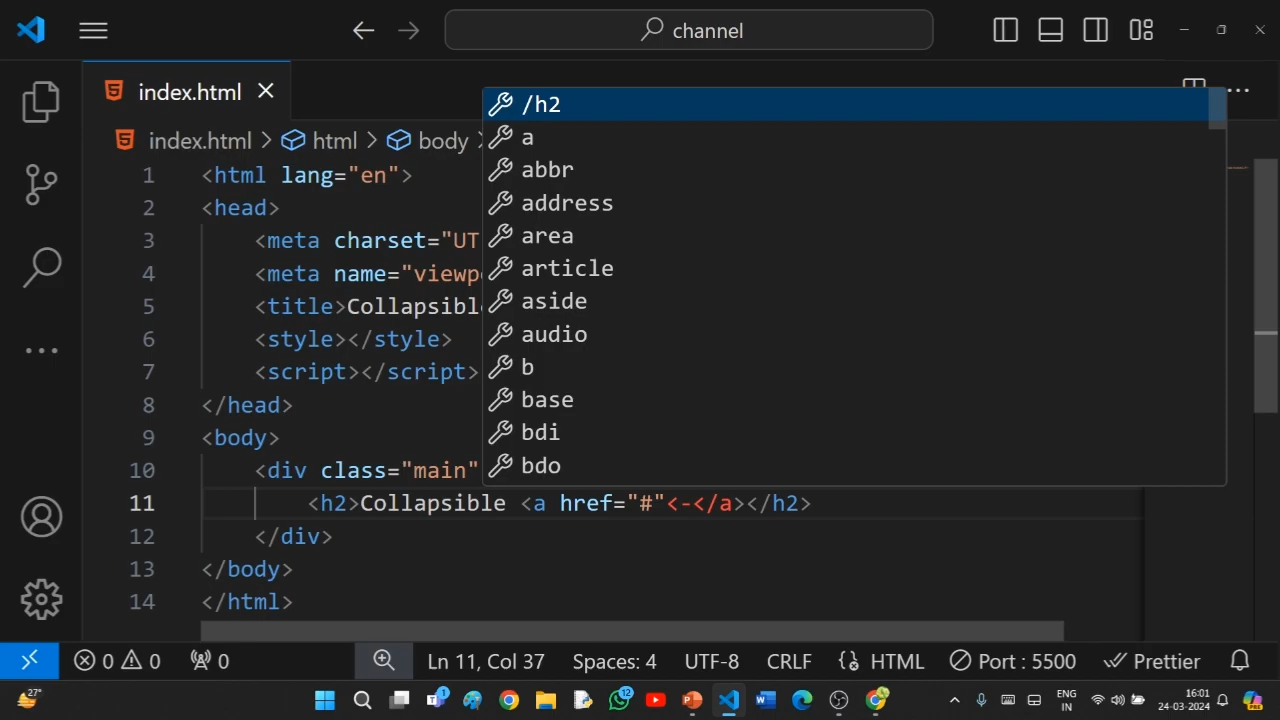 channel
index.html
index.html > html > body
1 <html lang="en">
2 <head>
3 <meta charset="UT
4 <meta name="viewp
5 <title>Collapsible
6 <style></style>
7 <script></script>
8 </head>
9 <body>
10 <div class="main"
11 <h2>Collapsible <a href="#"<-</a></h2>
12 </div>
13 </body>
14 </html>
/h2
a
abbr
address
area
article
aside
audio
b
base
bdi
bdo
0 0 0 Ln 11, Col 37 Spaces: 4 UTF-8 CRLF HTML Port : 5500 Prettier
27° 1 12 ENG IN 16:01 24-03-2024